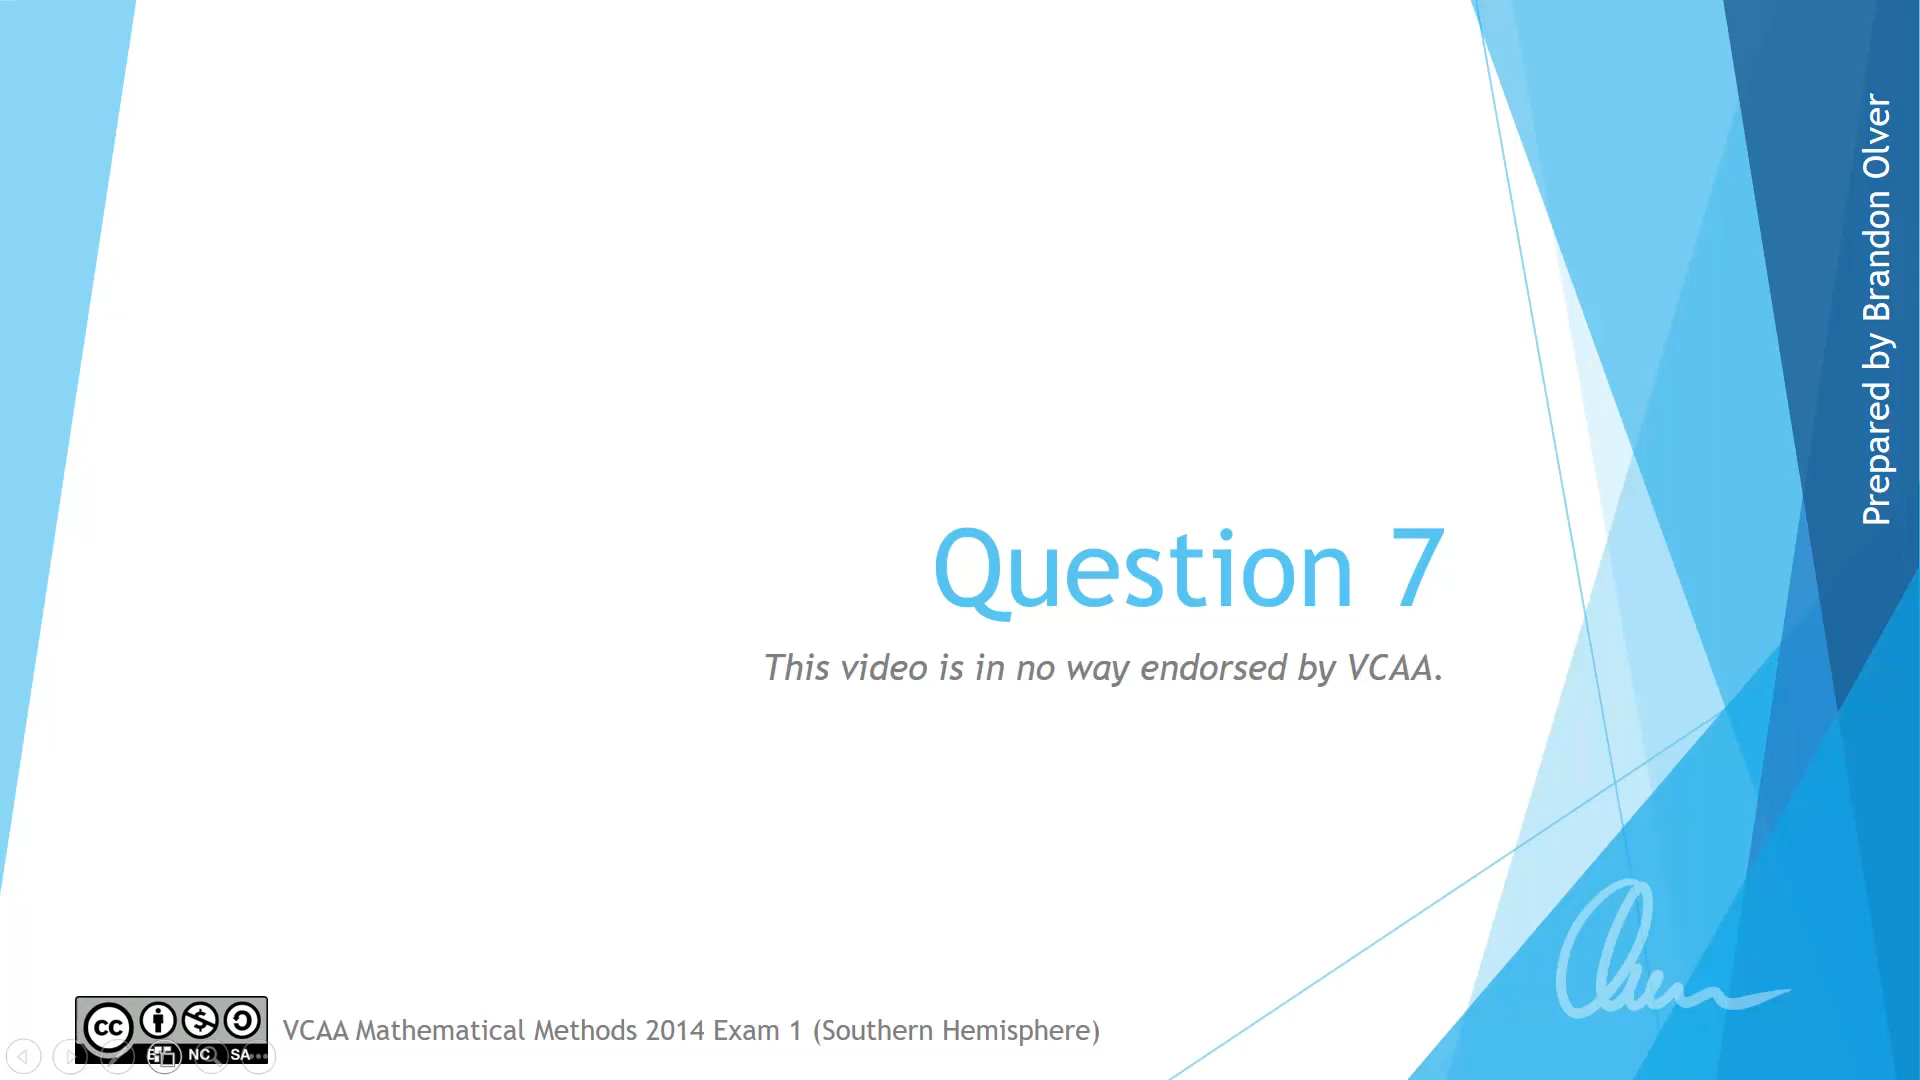 Prepared by Brandon Olver
Question 7
This video is in no way endorsed by VCAA.
cc
NC SA
VCAA Mathematical Methods 2014 Exam 1 (Southern Hemisphere)